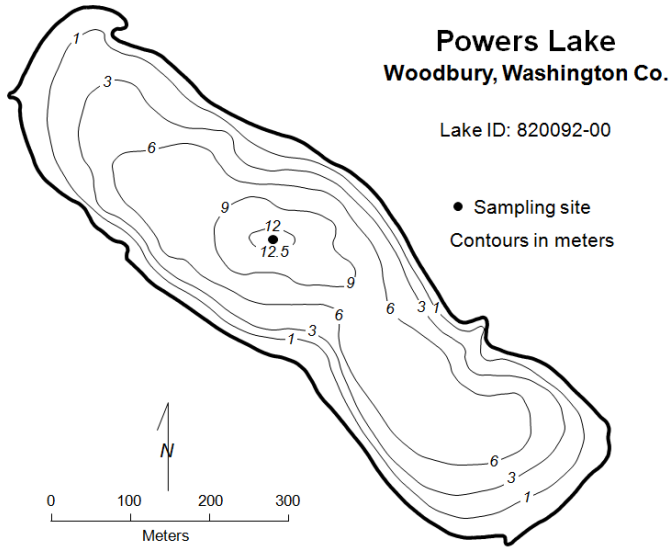 Powers Lake
Woodbury, Washington Co.
Lake ID: 820092-00
Sampling site
Contours in meters
1
3
6
9
12
12.5
9
6
3
1
6
3
1
6
3
1
N
0 100 200 300
Meters